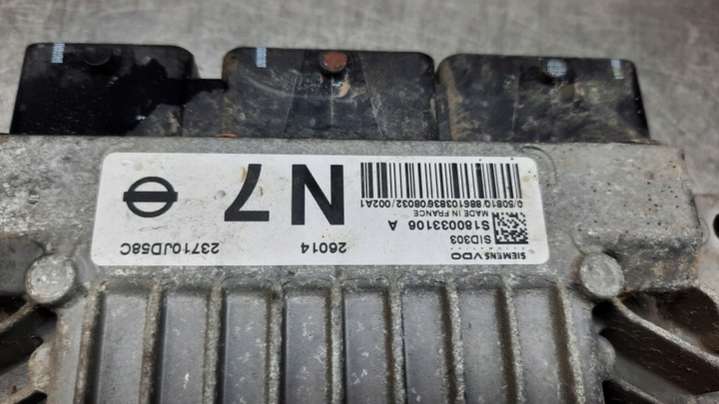 SIEMENS VDO
SID303
S180033106 A
MADE IN FRANCE
26014
23710JD58C
N7